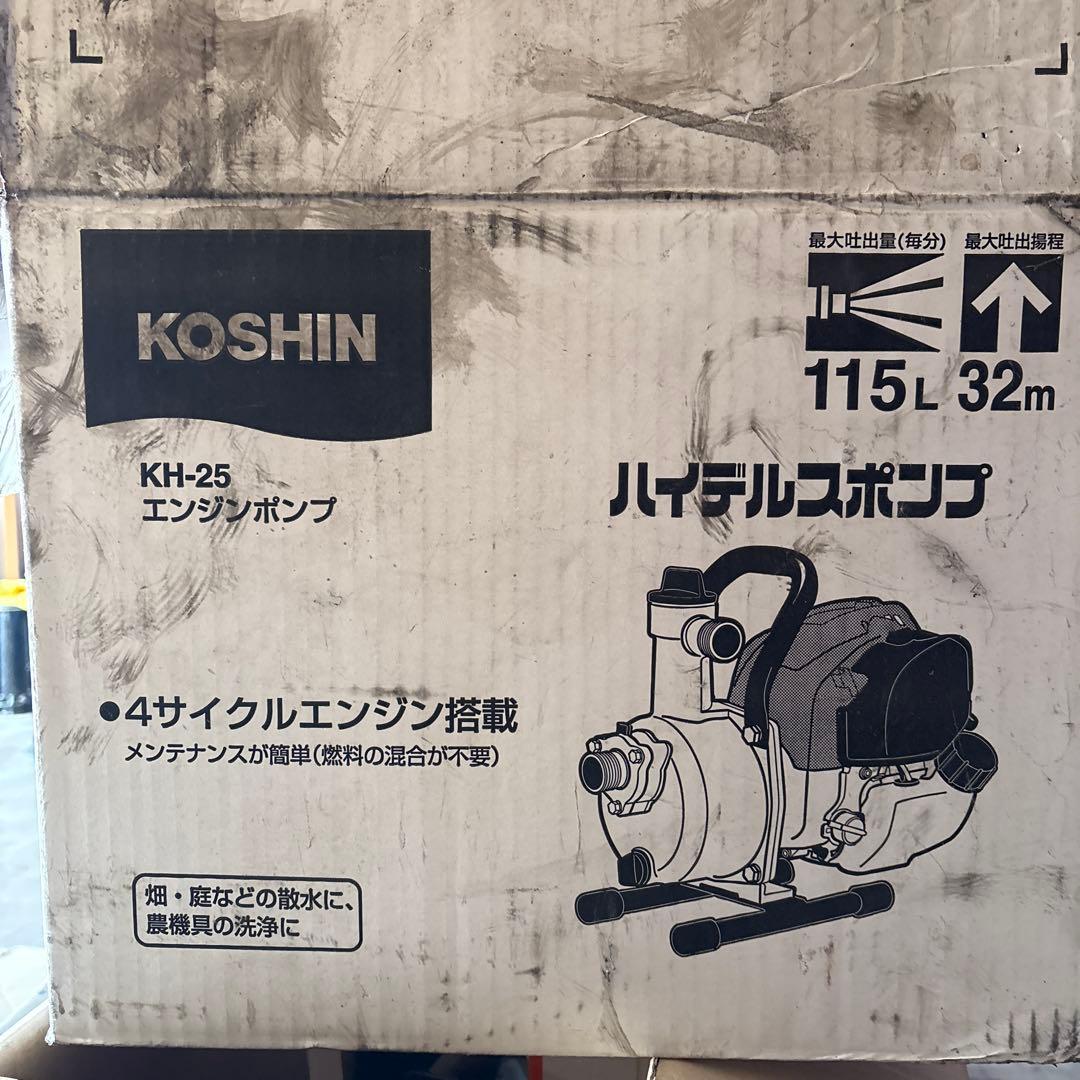 KOSHIN
最大吐出量(毎分)
115L
最大吐出揚程
32m
KH-25
エンジンポンプ
ハイデルスポンプ
●4サイクルエンジン搭載
メンテナンスが簡単(燃料の混合が不要)
畑・庭などの散水に、
農機具の洗浄に